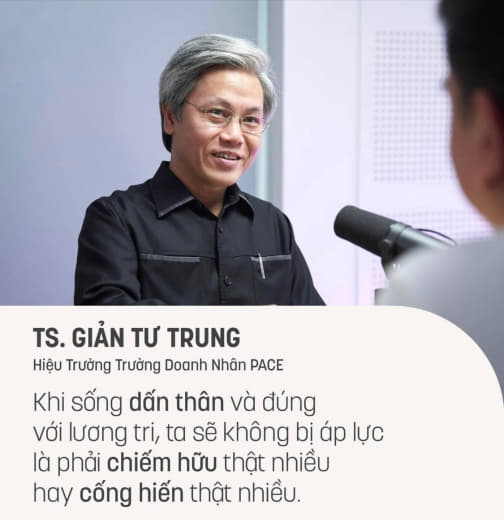 TS. GIẢN TƯ TRUNG
Hiệu Trưởng Trường Doanh Nhân PACE
Khi sống dấn thân và đúng
với lương tri, ta sẽ không bị áp lực
là phải chiếm hữu thật nhiều
hay cống hiến thật nhiều.